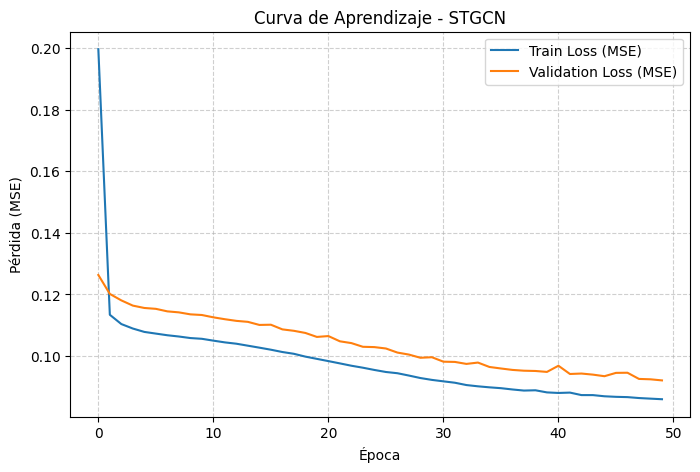 Curva de Aprendizaje - STGCN
Train Loss (MSE)
Validation Loss (MSE)
Pérdida (MSE)
0.20
0.18
0.16
0.14
0.12
0.10
0
10
20
30
40
50
Época